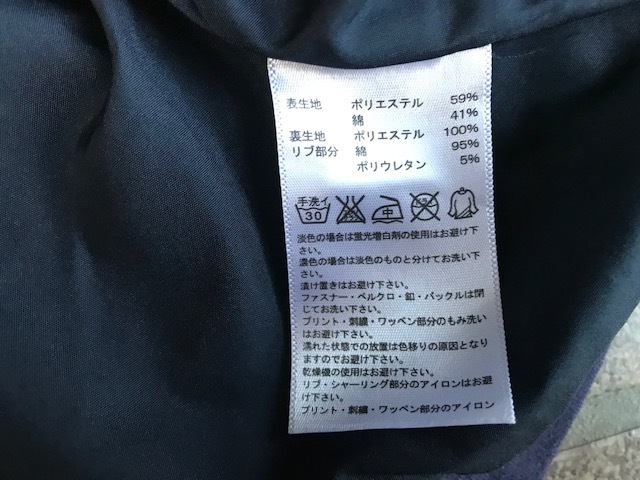 表生地 ポリエステル 59%
綿 41%
裏生地 ポリエステル 100%
リブ部分 綿 95%
ポリウレタン 5%
手洗イ
30
中
淡色の場合は蛍光増白剤の使用はお避け下
さい。
濃色の場合は淡色のものと分けてお洗い下
さい。
漬け置きはお避け下さい。
ファスナー・ベルクロ・釦・バックルは閉
じてお洗い下さい。
プリント・刺繍・ワッペン部分のもみ洗い
はお避け下さい。
濡れた状態での放置は色移りの原因となり
ますのでお避け下さい。
乾燥機の使用はお避け下さい。
リブ・シャーリング部分のアイロンはお避
け下さい。
プリント・刺繍・ワッペン部分のアイロン